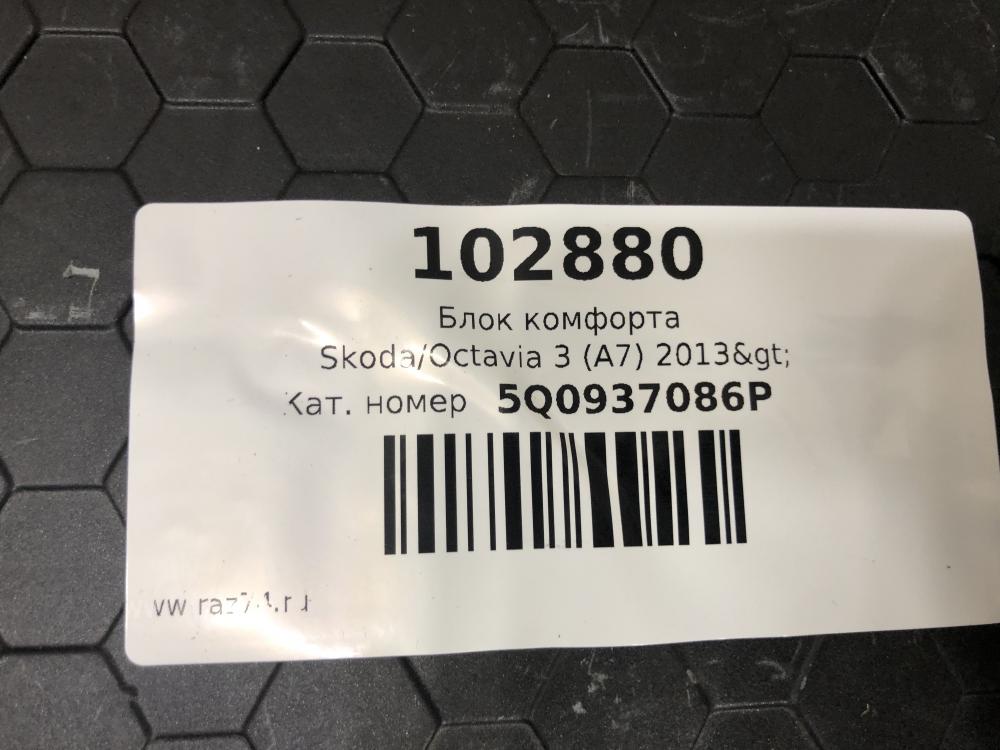 102880
Блок комфорта
Skoda/Octavia 3 (A7) 2013&gt;
Кат. номер 5Q0937086P